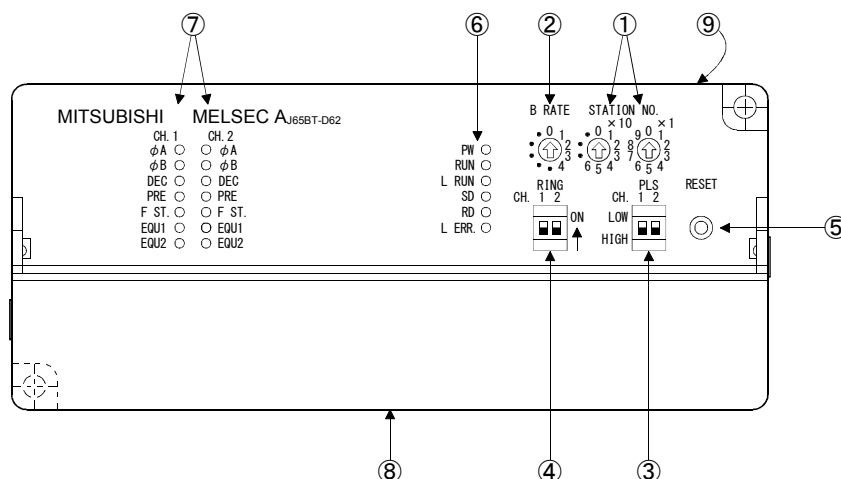 ⑦ ⑥ ② ① ⑨
MITSUBISHI MELSEC AJ65BT-D62
CH. 1 CH. 2
φA φA
φB φB
DEC DEC
PRE PRE
F ST. F ST.
EQU1 EQU1
EQU2 EQU2
PW
RUN
L RUN
SD
RD
L ERR.
B RATE
0 1 2 3 4
STATION NO.
×10 ×1
0 1 2 3 4 5 6
0 1 2 3 4 5 6 7 8 9
RING
CH. 1 2
ON
PLS
CH. 1 2
LOW
HIGH
RESET
⑤
⑧ ④ ③